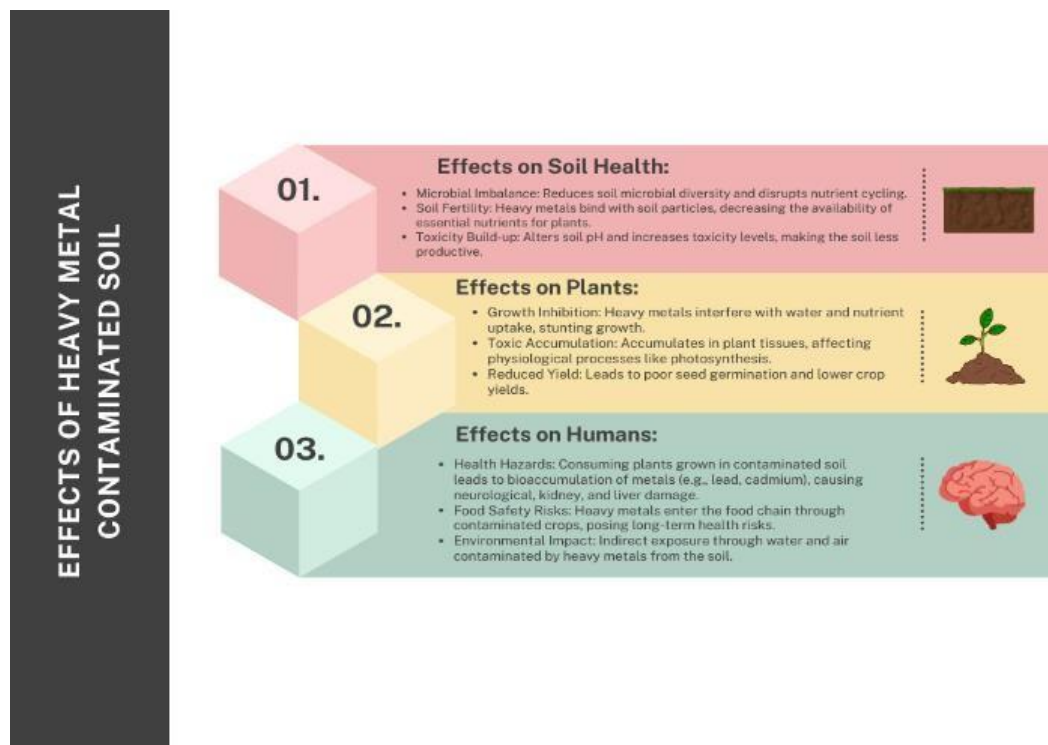 EFFECTS OF HEAVY METAL
CONTAMINATED SOIL
01.
Effects on Soil Health:
• Microbial Imbalance: Reduces soil microbial diversity and disrupts nutrient cycling.
• Soil Fertility: Heavy metals bind with soil particles, decreasing the availability of
essential nutrients for plants.
• Toxicity Build-up: Alters soil pH and increases toxicity levels, making the soil less
productive.
02.
Effects on Plants:
• Growth Inhibition: Heavy metals interfere with water and nutrient
uptake, stunting growth.
• Toxic Accumulation: Accumulates in plant tissues, affecting
physiological processes like photosynthesis.
• Reduced Yield: Leads to poor seed germination and lower crop
yields.
03.
Effects on Humans:
• Health Hazards: Consuming plants grown in contaminated soil
leads to bioaccumulation of metals (e.g., lead, cadmium), causing
neurological, kidney, and liver damage.
• Food Safety Risks: Heavy metals enter the food chain through
contaminated crops, posing long-term health risks.
• Environmental Impact: Indirect exposure through water and air
contaminated by heavy metals from the soil.